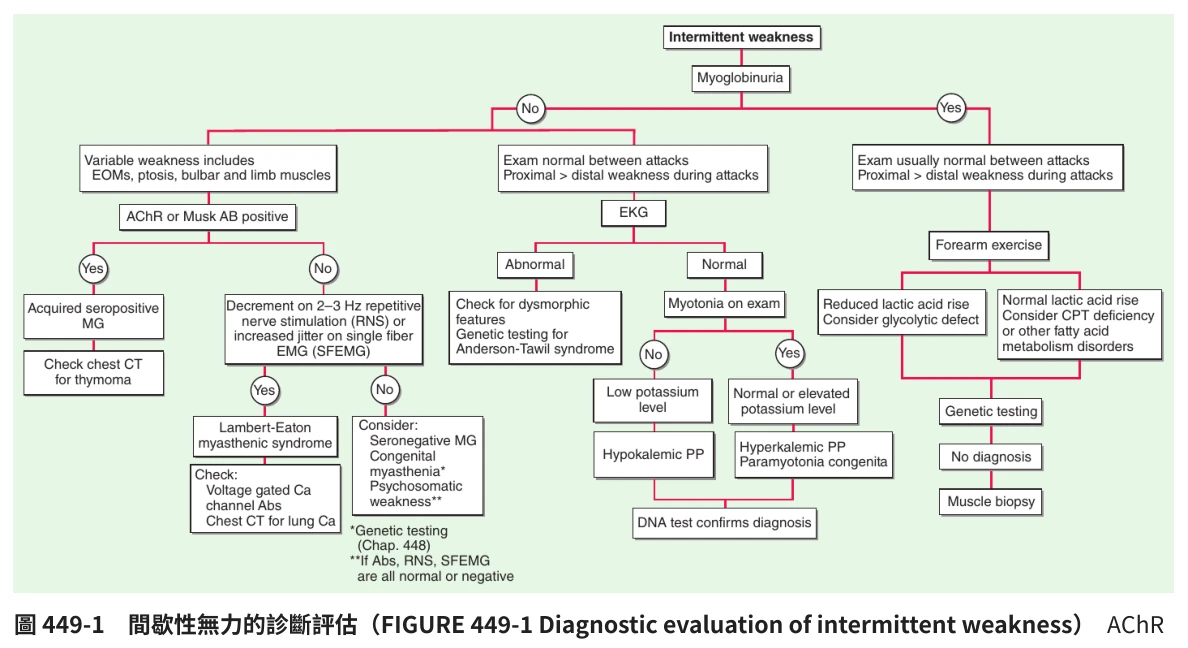 Intermittent weakness
Myoglobinuria
No
Yes
Variable weakness includes
EOMs, ptosis, bulbar and limb muscles
AChR or Musk AB positive
Yes
No
Acquired seropositive
MG
Check chest CT
for thymoma
Decrement on 2–3 Hz repetitive
nerve stimulation (RNS) or
increased jitter on single fiber
EMG (SFEMG)
Yes
No
Lambert-Eaton
myasthenic syndrome
Check:
Voltage gated Ca
channel Abs
Chest CT for lung Ca
Consider:
Seronegative MG
Congenital
myasthenia*
Psychosomatic
weakness**
*Genetic testing
(Chap. 448)
**If Abs, RNS, SFEMG
are all normal or negative
Exam normal between attacks
Proximal > distal weakness during attacks
EKG
Abnormal
Normal
Check for dysmorphic
features
Genetic testing for
Anderson-Tawil syndrome
Myotonia on exam
No
Yes
Low potassium
level
Hypokalemic PP
Normal or elevated
potassium level
Hyperkalemic PP
Paramyotonia congenita
DNA test confirms diagnosis
Exam usually normal between attacks
Proximal > distal weakness during attacks
Forearm exercise
Reduced lactic acid rise
Consider glycolytic defect
Normal lactic acid rise
Consider CPT deficiency
or other fatty acid
metabolism disorders
Genetic testing
No diagnosis
Muscle biopsy
圖 449-1 間歇性無力的診斷評估（FIGURE 449-1 Diagnostic evaluation of intermittent weakness） AChR